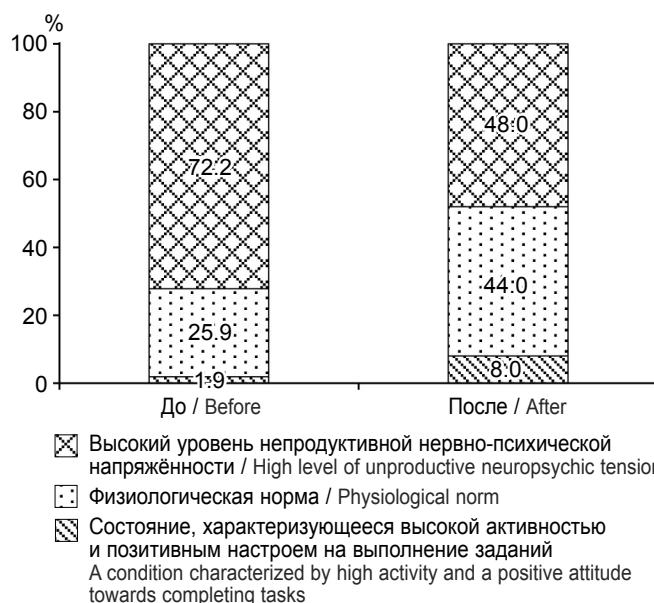 %
100
80
60
40
20
0
72.2
25.9
1.9
48.0
44.0
8.0
До / Before
После / After
Высокий уровень непродуктивной нервно-психической
напряжённости / High level of unproductive neuropsychic tension
Физиологическая норма / Physiological norm
Состояние, характеризующееся высокой активностью
и позитивным настроем на выполнение заданий
A condition characterized by high activity and a positive attitude
towards completing tasks